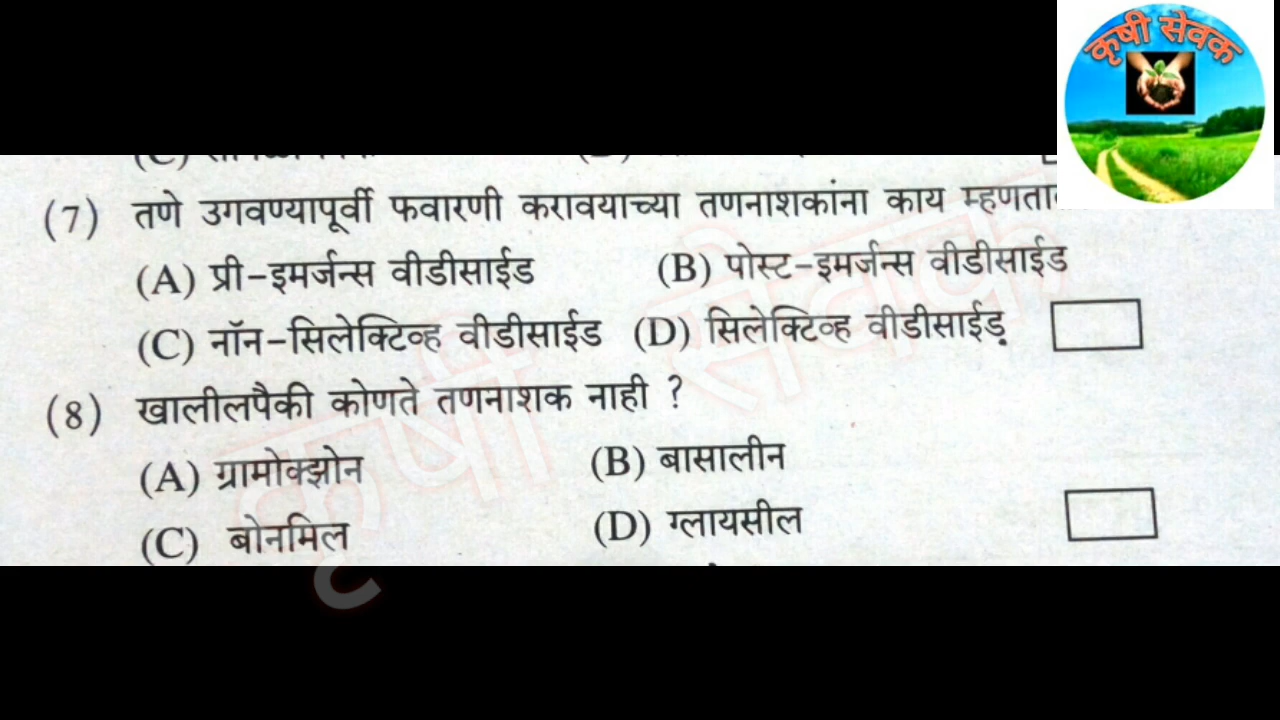 कृषी सेवक
(7) तणे उगवण्यापूर्वी फवारणी करावयाच्या तणनाशकांना काय
(A) प्री-इमर्जन्स वीडीसाईड (B) पोस्ट-इमर्जन्स वीडीसाईड
(C) नॉन-सिलेक्टिव्ह वीडीसाईड (D) सिलेक्टिव्ह वीडीसाईड़
(8) खालीलपैकी कोणते तणनाशक नाही ?
(A) ग्रामोक्झोन (B) बासालीन
(C) बोनमिल (D) ग्लायसील
कृषी सेवक